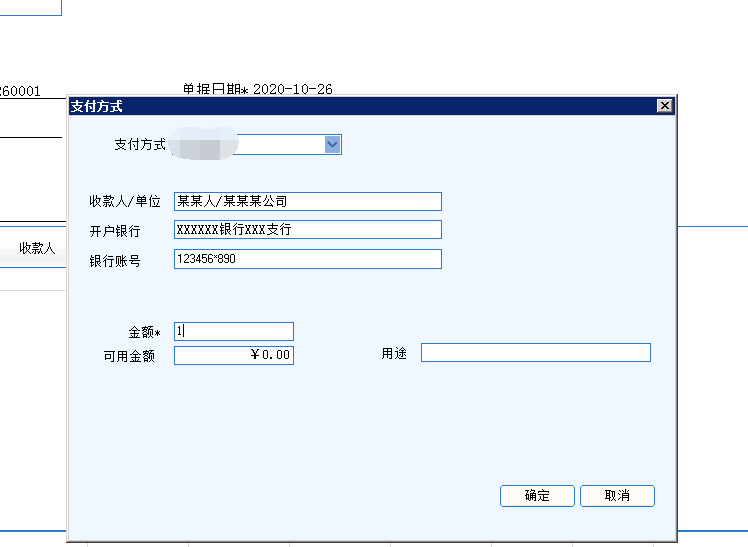 260001
单据日期* 2020-10-26
支付方式
支付方式
收款人/单位 某某人/某某某公司
开户银行 XXXXXX银行XXX支行
收款人
银行账号 123456*890
金额* 1
可用金额 ￥0.00
用途
确定 取消